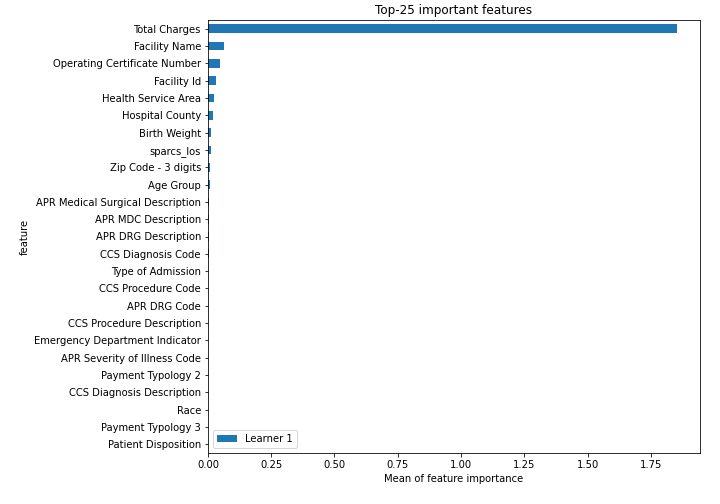 Top-25 important features
Total Charges
Facility Name
Operating Certificate Number
Facility Id
Health Service Area
Hospital County
Birth Weight
sparcs_los
Zip Code - 3 digits
Age Group
APR Medical Surgical Description
APR MDC Description
APR DRG Description
CCS Diagnosis Code
Type of Admission
CCS Procedure Code
APR DRG Code
CCS Procedure Description
Emergency Department Indicator
APR Severity of Illness Code
Payment Typology 2
CCS Diagnosis Description
Race
Payment Typology 3
Patient Disposition
feature
Learner 1
0.00 0.25 0.50 0.75 1.00 1.25 1.50 1.75
Mean of feature importance